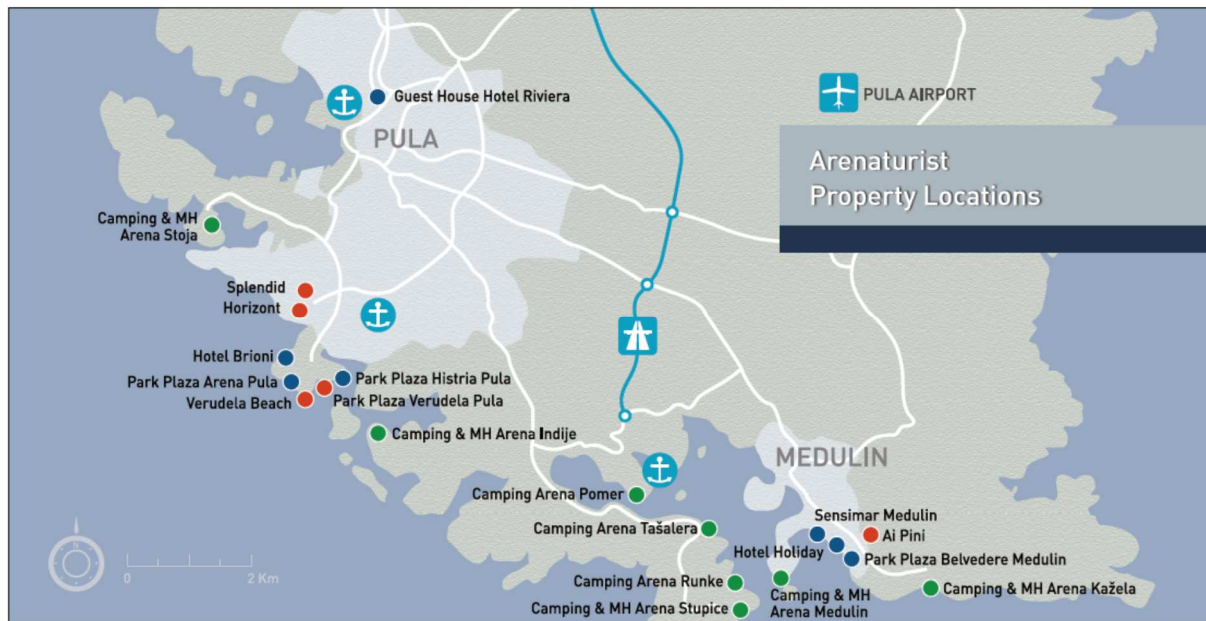 Guest House Hotel Riviera
PULA AIRPORT
PULA
Arenaturist
Property Locations
Camping & MH
Arena Stoja
Splendid
Horizont
Hotel Brioni
Park Plaza Histria Pula
Park Plaza Arena Pula
Park Plaza Verudela Pula
Verudela Beach
Camping & MH Arena Indije
MEDULIN
Camping Arena Pomer
Sensimar Medulin
Camping Arena Tašalera
Ai Pini
Hotel Holiday
Park Plaza Belvedere Medulin
Camping Arena Runke
Camping & MH
Arena Medulin
Camping & MH Arena Kažela
Camping & MH Arena Stupice
N
0 2 Km